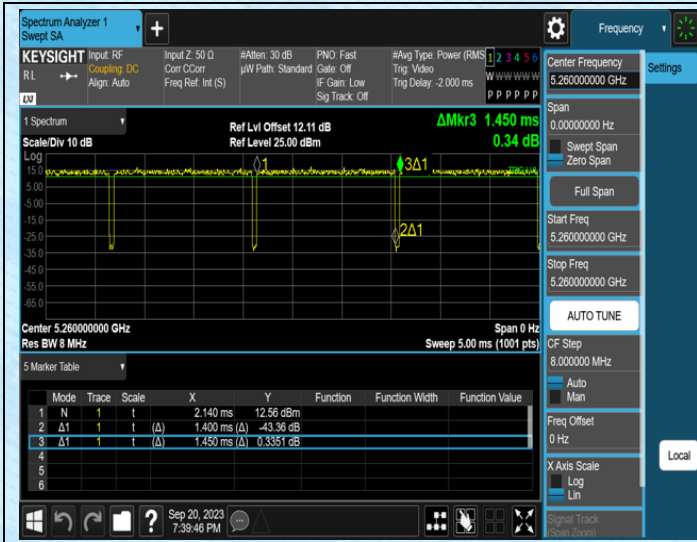 Spectrum Analyzer 1
Swept SA
Frequency
KEYSIGHT
RL
LXI
Input: RF
Coupling: DC
Align: Auto
Input Z: 50 Ω
Corr CCorr
Freq Ref: Int (S)
#Atten: 30 dB
µW Path: Standard
PNO: Fast
Gate: Off
IF Gain: Low
Sig Track: Off
#Avg Type: Power (RMS
Trig: Video
Trig Delay: -2.000 ms
1 2 3 4 5 6
W W W W W W
P P P P P P
1 Spectrum
Scale/Div 10 dB
Ref Lvl Offset 12.11 dB
Ref Level 25.00 dBm
ΔMkr3 1.450 ms
0.34 dB
Log
15.0
5.00
-5.00
-15.0
-25.0
-35.0
-45.0
-55.0
-65.0
1
3Δ1
2Δ1
Center 5.260000000 GHz
Res BW 8 MHz
Span 0 Hz
Sweep 5.00 ms (1001 pts)
5 Marker Table
Mode Trace Scale X Y Function Function Width Function Value
1 N 1 t 2.140 ms 12.56 dBm
2 Δ1 1 t (Δ) 1.400 ms (Δ) -43.36 dB
3 Δ1 1 t (Δ) 1.450 ms (Δ) 0.3351 dB
4
5
6
?
Sep 20, 2023
7:39:46 PM
Center Frequency
5.260000000 GHz
Span
0.00000000 Hz
Swept Span
Zero Span
Full Span
Start Freq
5.260000000 GHz
Stop Freq
5.260000000 GHz
AUTO TUNE
CF Step
8.000000 MHz
Auto
Man
Freq Offset
0 Hz
X Axis Scale
Log
Lin
Signal Track
(Span Zoom)
Settings
Local